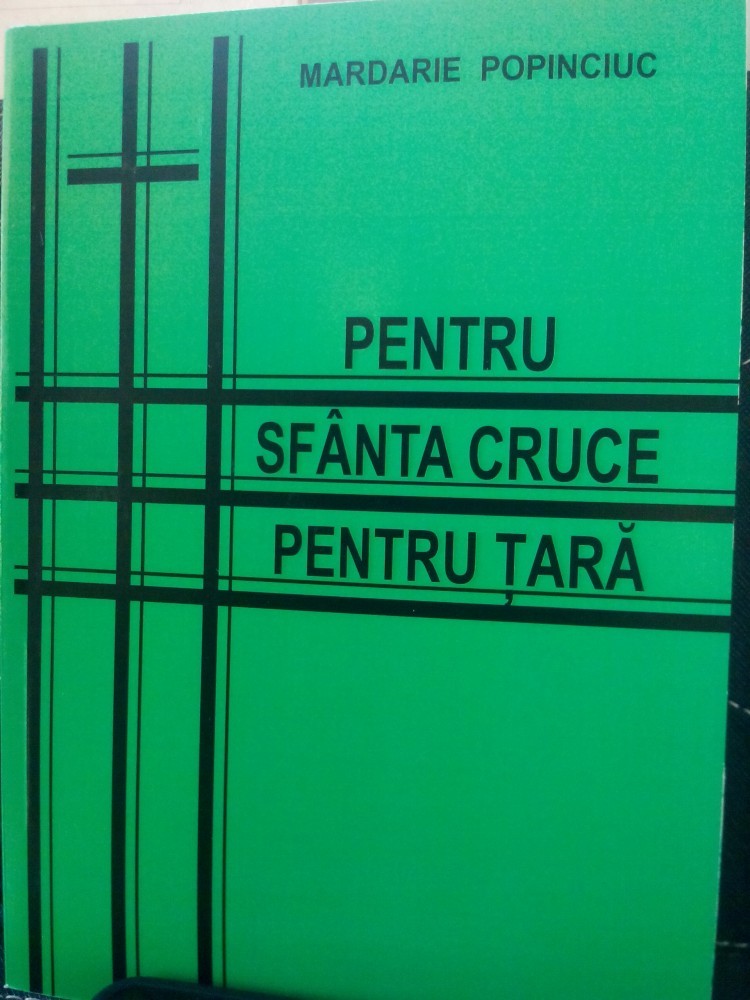 MARDARIE POPINCIUC
PENTRU
SFÂNTA CRUCE
PENTRU ȚARĂ